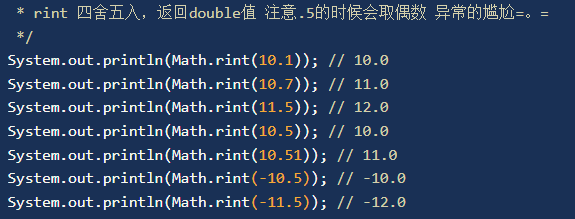 * rint 四舍五入，返回double值 注意.5的时候会取偶数 异常的尴尬=。=
*/
System.out.println(Math.rint(10.1)); // 10.0
System.out.println(Math.rint(10.7)); // 11.0
System.out.println(Math.rint(11.5)); // 12.0
System.out.println(Math.rint(10.5)); // 10.0
System.out.println(Math.rint(10.51)); // 11.0
System.out.println(Math.rint(-10.5)); // -10.0
System.out.println(Math.rint(-11.5)); // -12.0